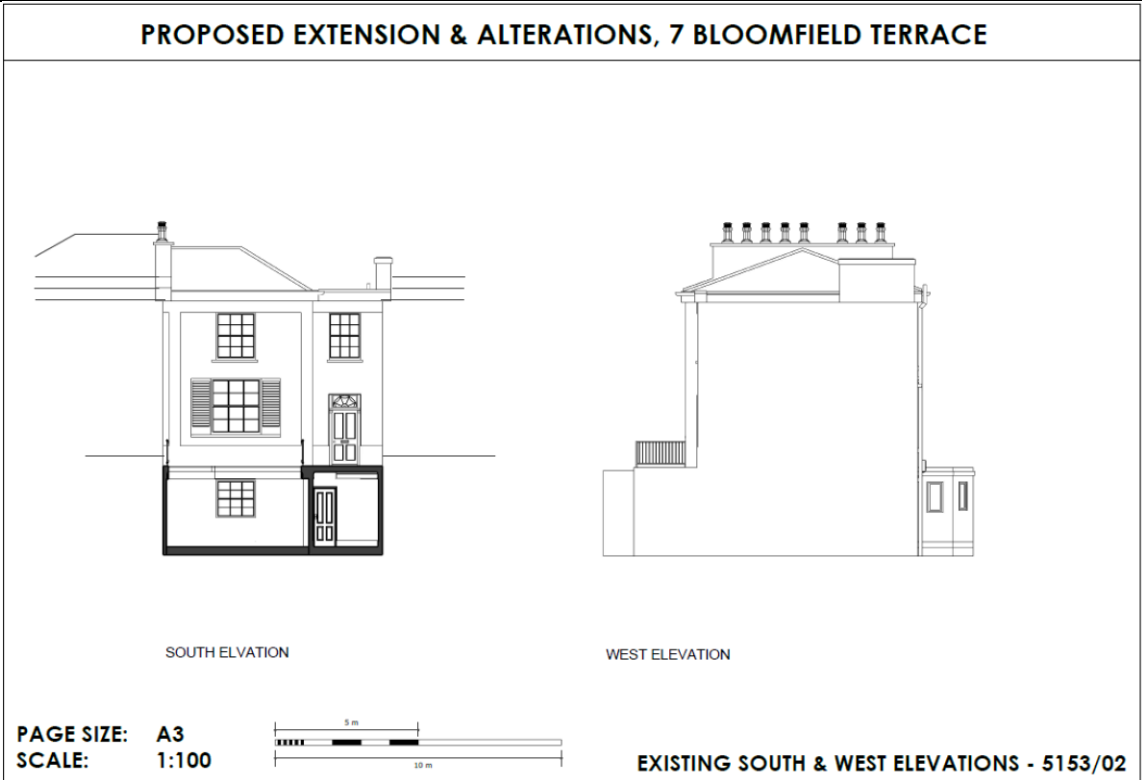 PROPOSED EXTENSION & ALTERATIONS, 7 BLOOMFIELD TERRACE
SOUTH ELVATION
WEST ELEVATION
PAGE SIZE: A3
SCALE: 1:100
5 m
10 m
EXISTING SOUTH & WEST ELEVATIONS - 5153/02